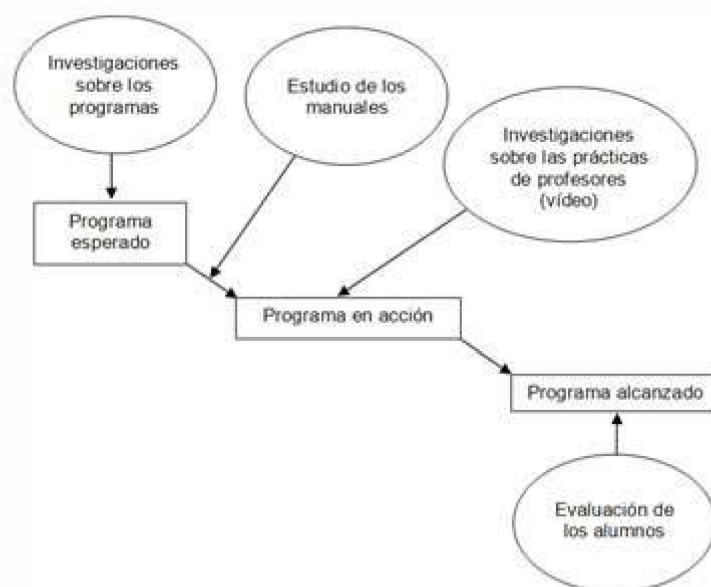 Investigaciones
sobre los
programas
Estudio de los
manuales
Investigaciones
sobre las prácticas
de profesores
(vídeo)
Programa
esperado
Programa en acción
Programa alcanzado
Evaluación de
los alumnos